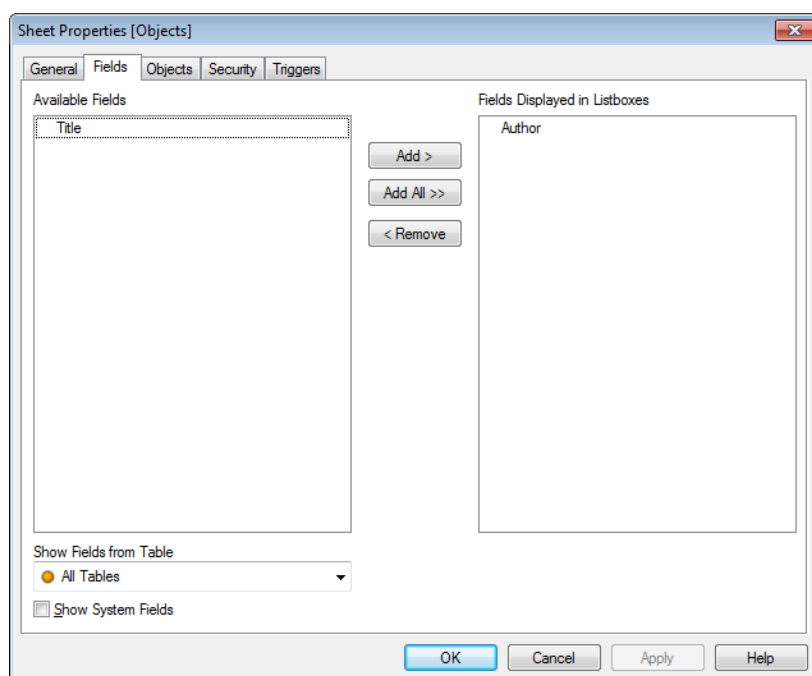 Sheet Properties [Objects]
General Fields Objects Security Triggers
Available Fields
Fields Displayed in Listboxes
Title
Author
Add >
Add All >>
< Remove
Show Fields from Table
All Tables
Show System Fields
OK Cancel Apply Help